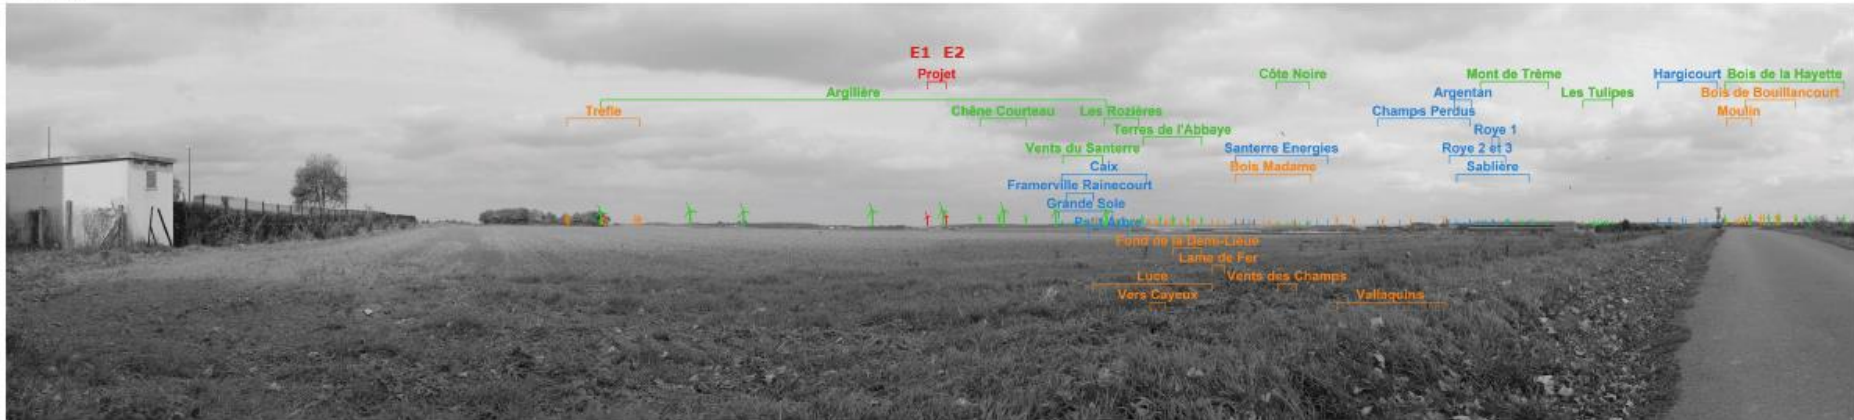 E1 E2
Projet
Côte Noire
Mont de Trème
Hargicourt
Bois de la Hayette
Argilière
Argentan
Les Tulipes
Bois de Bouillancourt
Trèfle
Chêne Courteau
Les Rozières
Champs Perdus
Moulin
Terres de l'Abbaye
Roye 1
Vents du Santerre
Santerre Energies
Roye 2 et 3
Caix
Bois Madame
Sablière
Framerville Rainecourt
Grande Sole
Petit Arbre
Fond de la Demi-Lieue
Lame de Fer
Luce
Vents des Champs
Vers Cayeux
Vallaquins